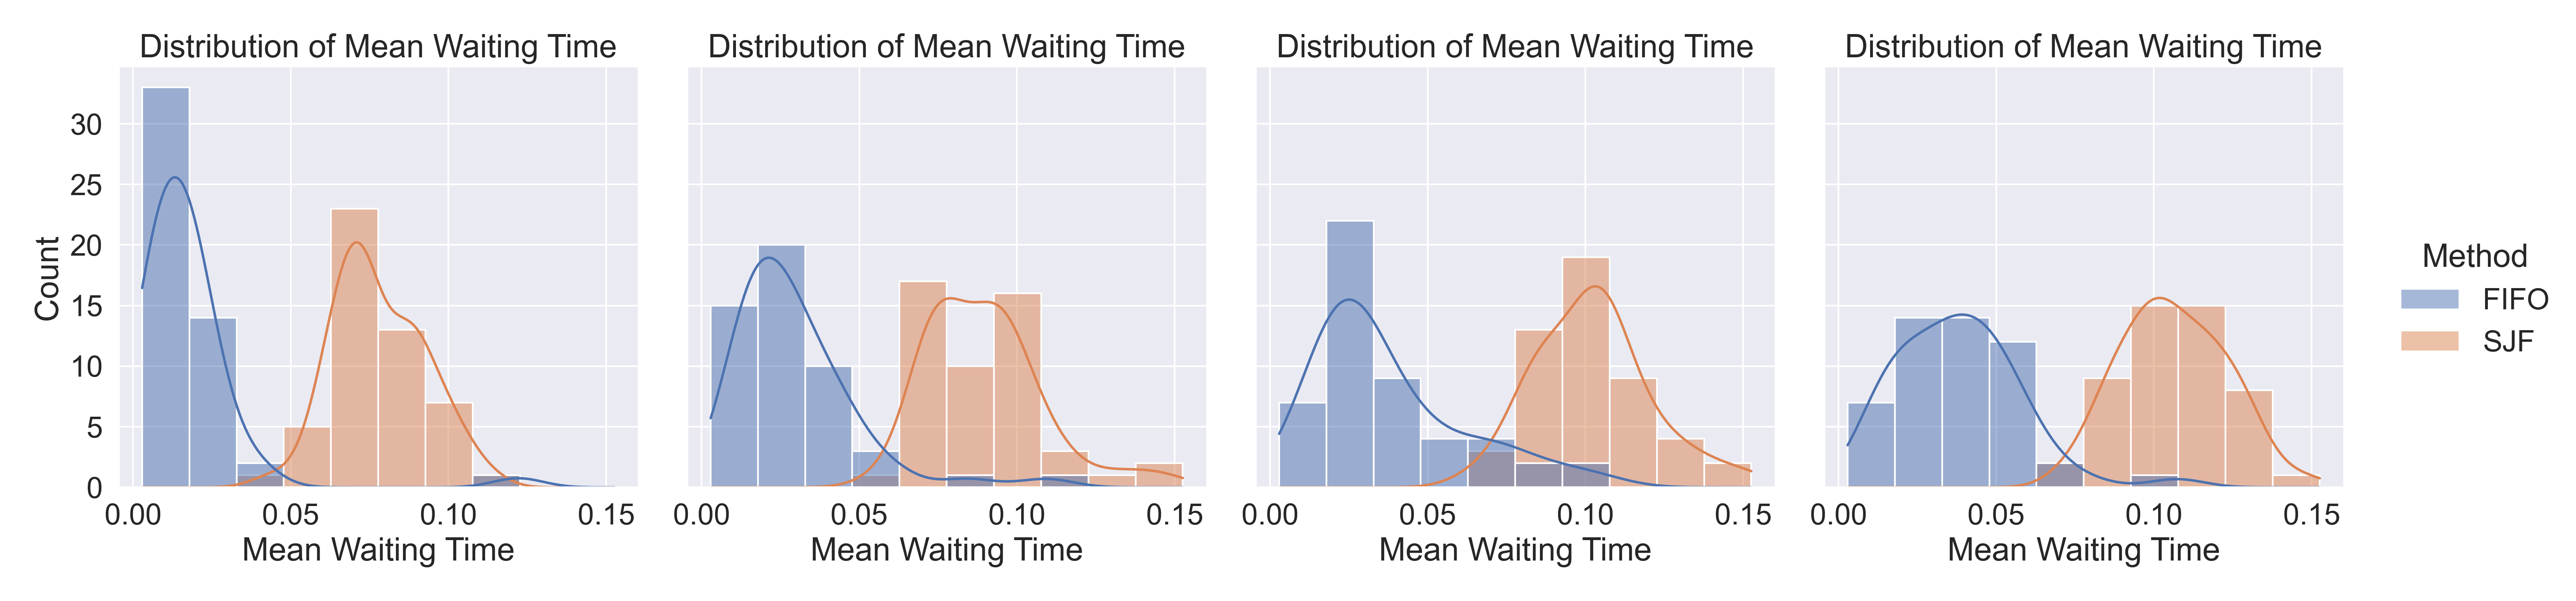 Distribution of Mean Waiting Time Distribution of Mean Waiting Time Distribution of Mean Waiting Time Distribution of Mean Waiting Time
30
25
20
15
10
5
0
Count
0.00 0.05 0.10 0.15 0.00 0.05 0.10 0.15 0.00 0.05 0.10 0.15 0.00 0.05 0.10 0.15
Mean Waiting Time Mean Waiting Time Mean Waiting Time Mean Waiting Time
Method
FIFO
SJF